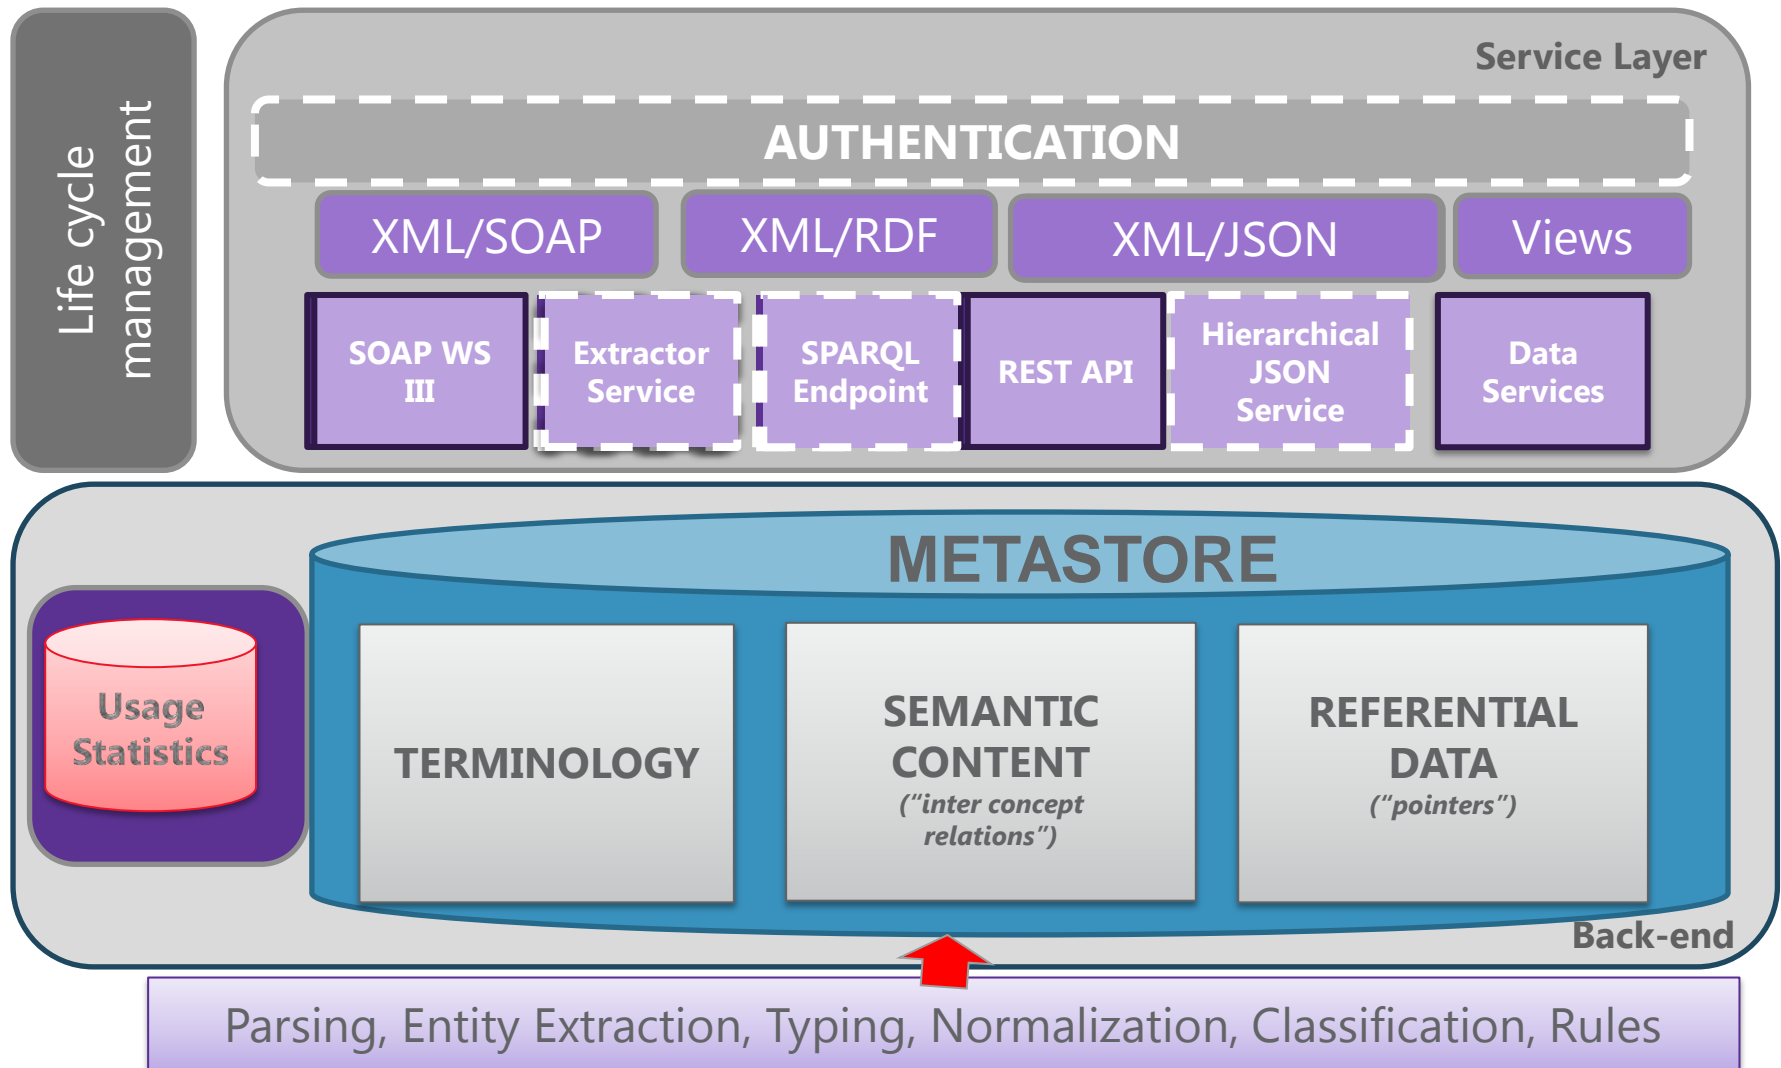 Life cycle
management
Service Layer
AUTHENTICATION
XML/SOAP
XML/RDF
XML/JSON
Views
SOAP WS
III
Extractor
Service
SPARQL
Endpoint
REST API
Hierarchical
JSON
Service
Data
Services
METASTORE
Usage
Statistics
TERMINOLOGY
SEMANTIC
CONTENT
(“inter concept
relations”)
REFERENTIAL
DATA
(“pointers”)
Back-end
Parsing, Entity Extraction, Typing, Normalization, Classification, Rules